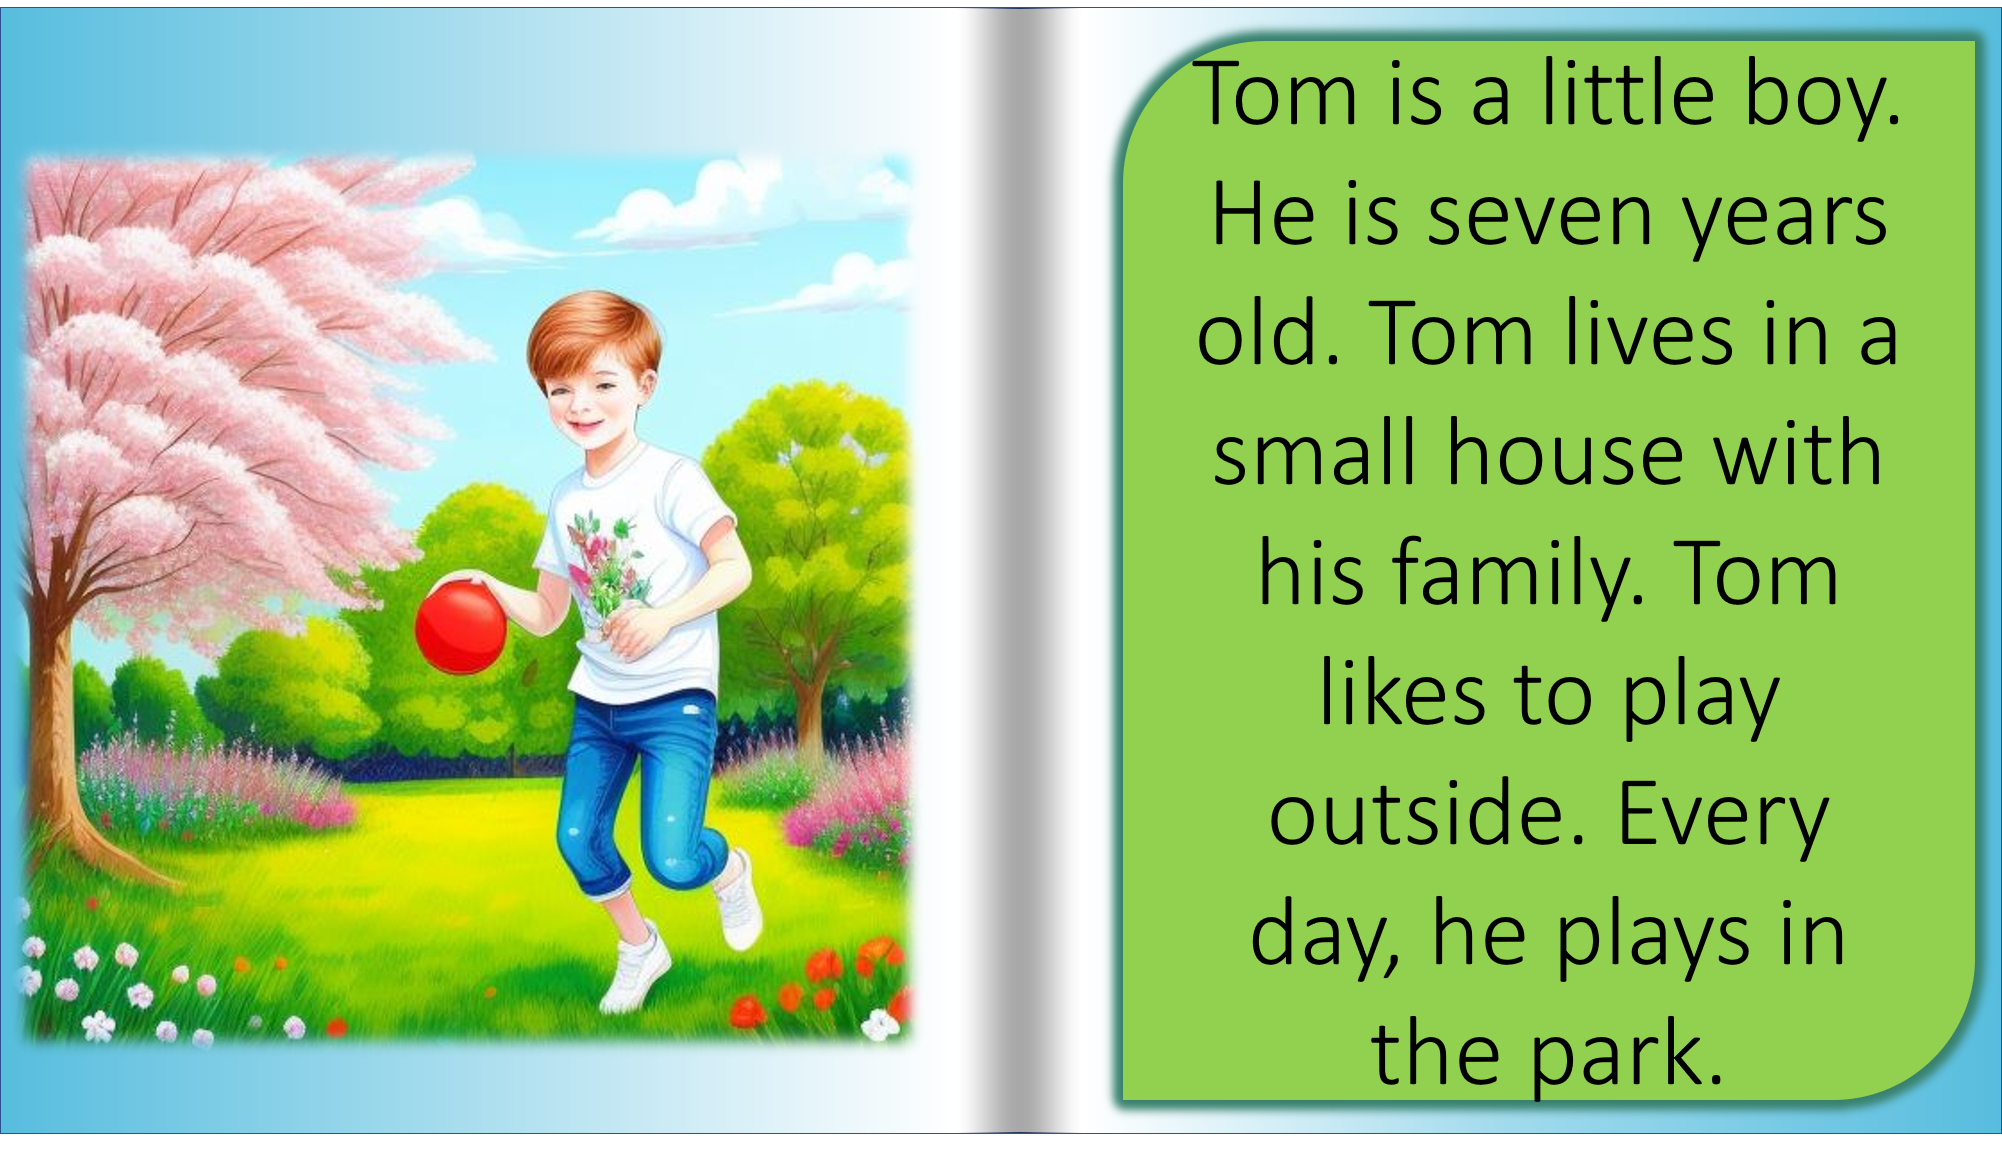 Tom is a little boy.
He is seven years
old. Tom lives in a
small house with
his family. Tom
likes to play
outside. Every
day, he plays in
the park.